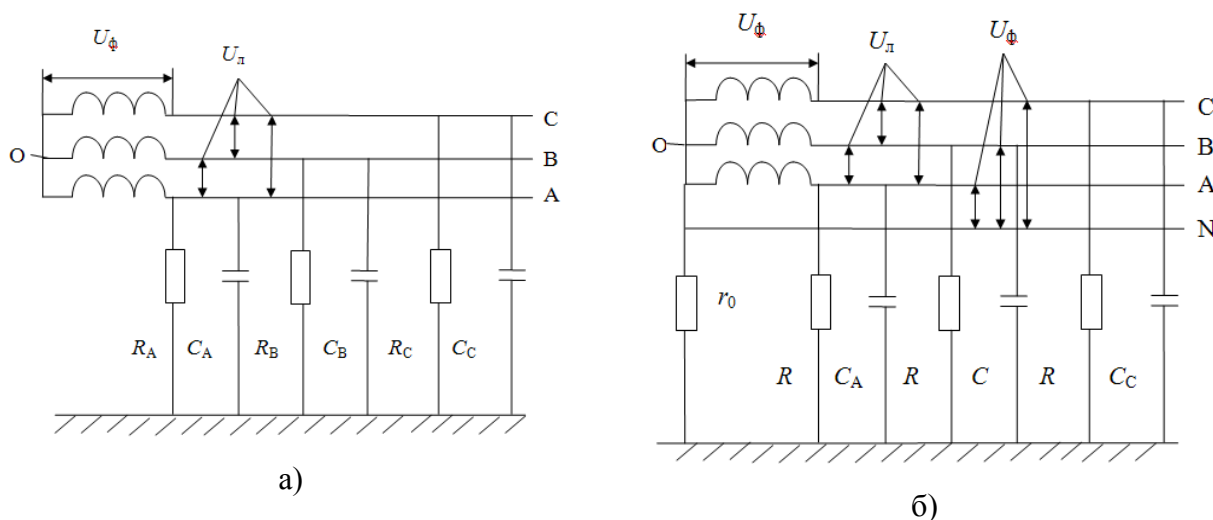 Uф
Uл
C
O
B
A
RA CA RB CB RC CC
а)
Uф
Uл
Uф
C
O
B
A
N
r0
R CA R C R CC
б)